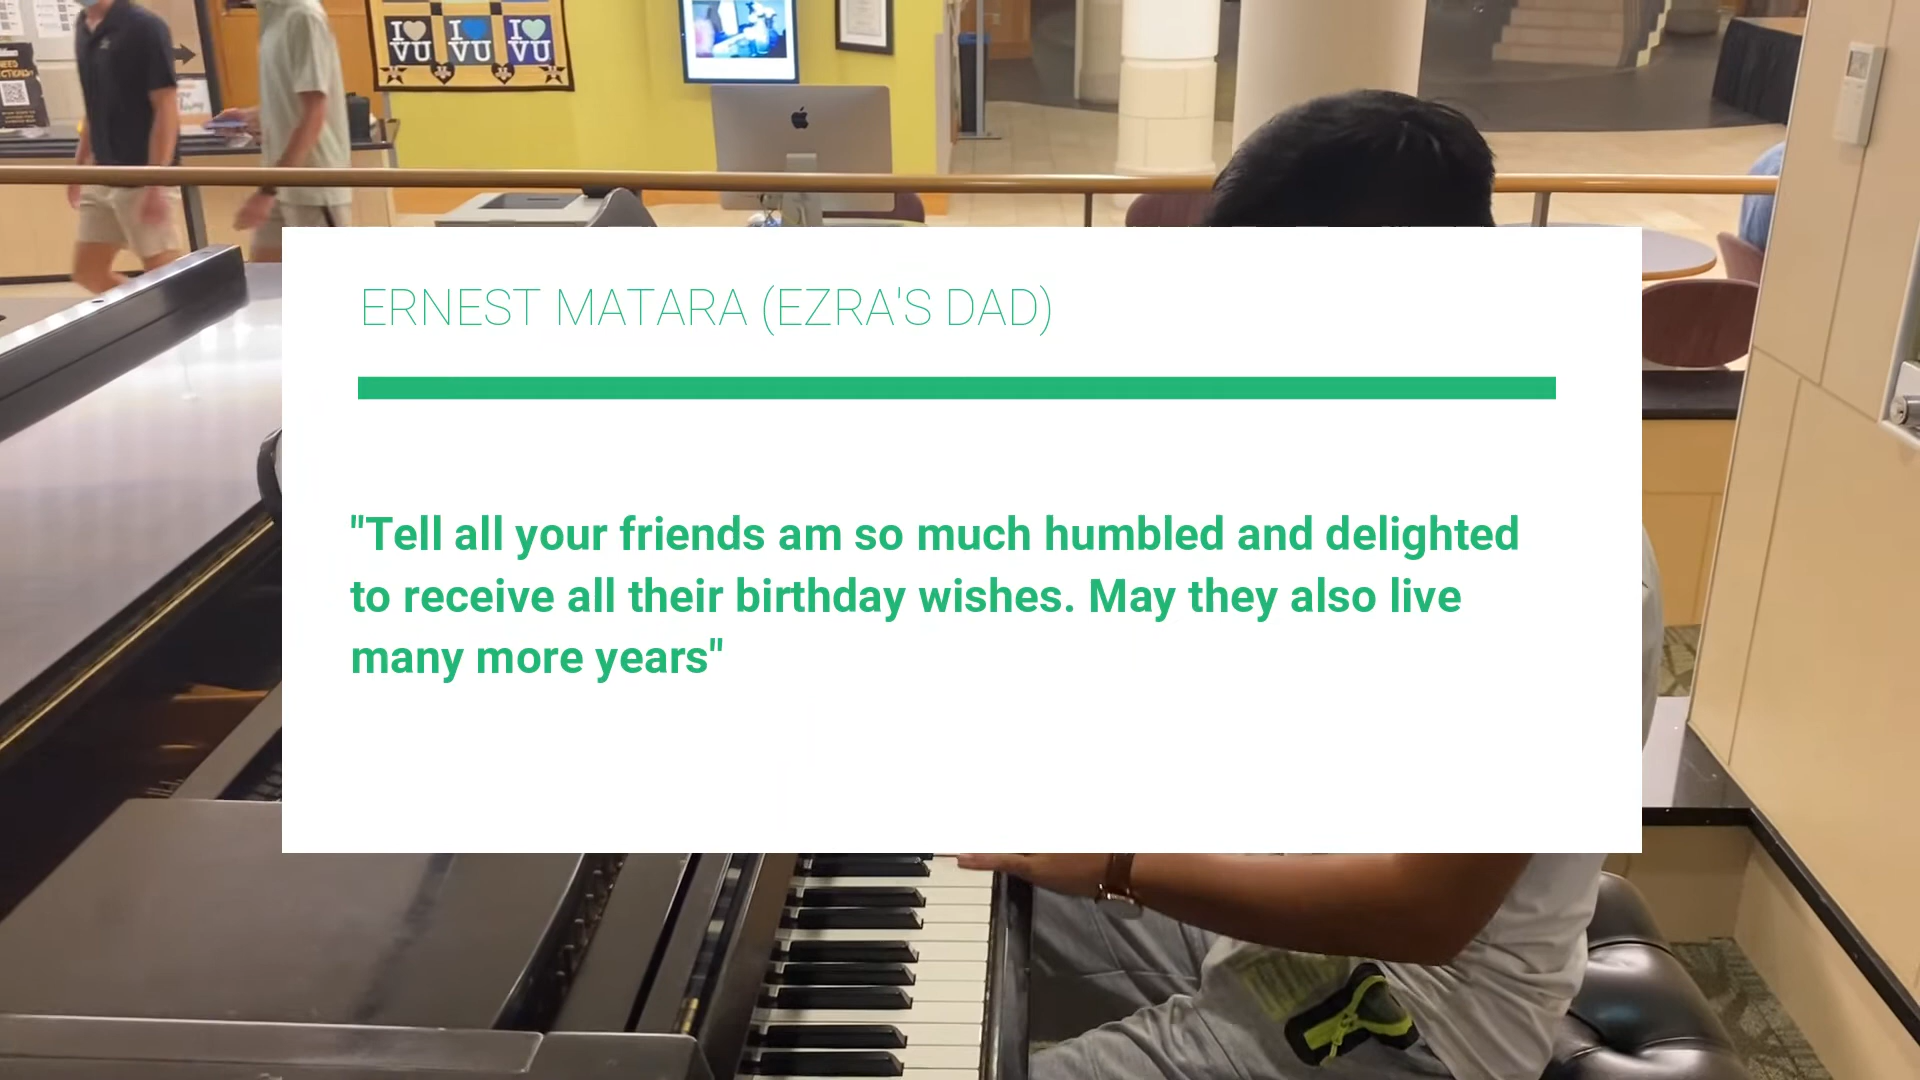 I VU I VU I VU
ERNEST MATARA (EZRA'S DAD)
"Tell all your friends am so much humbled and delighted
to receive all their birthday wishes. May they also live
many more years"